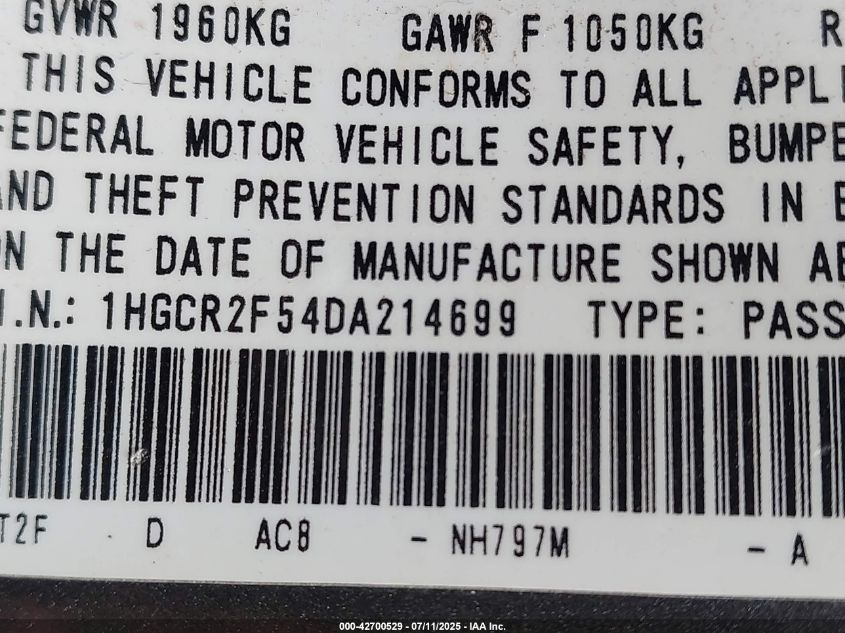 GVWR 1960KG GAWR F 1050KG R
THIS VEHICLE CONFORMS TO ALL APPLI
FEDERAL MOTOR VEHICLE SAFETY, BUMPE
AND THEFT PREVENTION STANDARDS IN E
ON THE DATE OF MANUFACTURE SHOWN AB
I.N.: 1HGCR2F54DA214699 TYPE: PASS
T2F D AC8 - NH797M - A
000-42700529 - 07/11/2025 - IAA Inc.